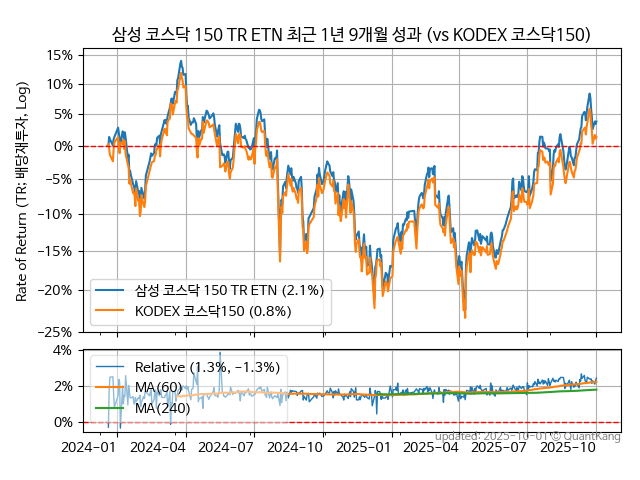 삼성 코스닥 150 TR ETN 최근 1년 9개월 성과 (vs KODEX 코스닥150)
Rate of Return (TR: 배당재투자, Log)
15%
10%
5%
0%
−5%
−10%
−15%
−20%
−25%
삼성 코스닥 150 TR ETN (2.1%)
KODEX 코스닥150 (0.8%)
4%
2%
0%
Relative (1.3%, −1.3%)
MA(60)
MA(240)
updated: 2025-10-01 © QuantKang
2024-01
2024-04
2024-07
2024-10
2025-01
2025-04
2025-07
2025-10